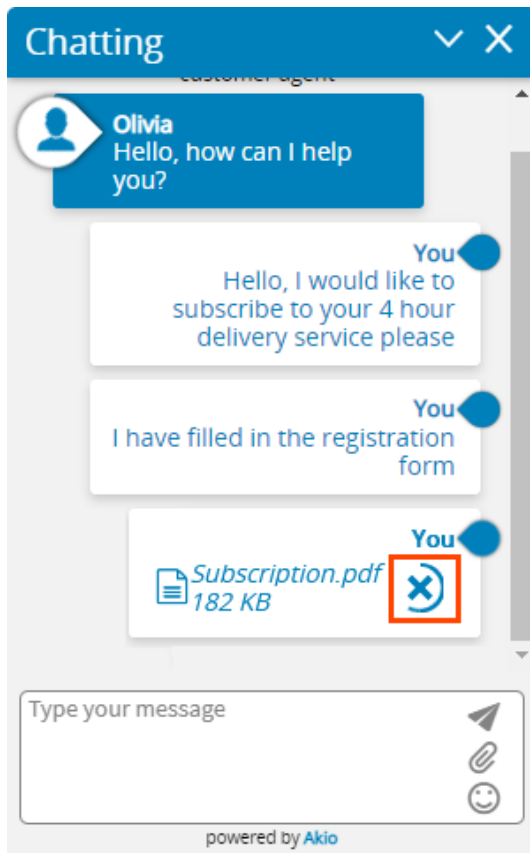 Chatting
customer agent
Olivia
Hello, how can I help
you?
You
Hello, I would like to
subscribe to your 4 hour
delivery service please
You
I have filled in the registration
form
You
Subscription.pdf
182 KB
Type your message
powered by Akio